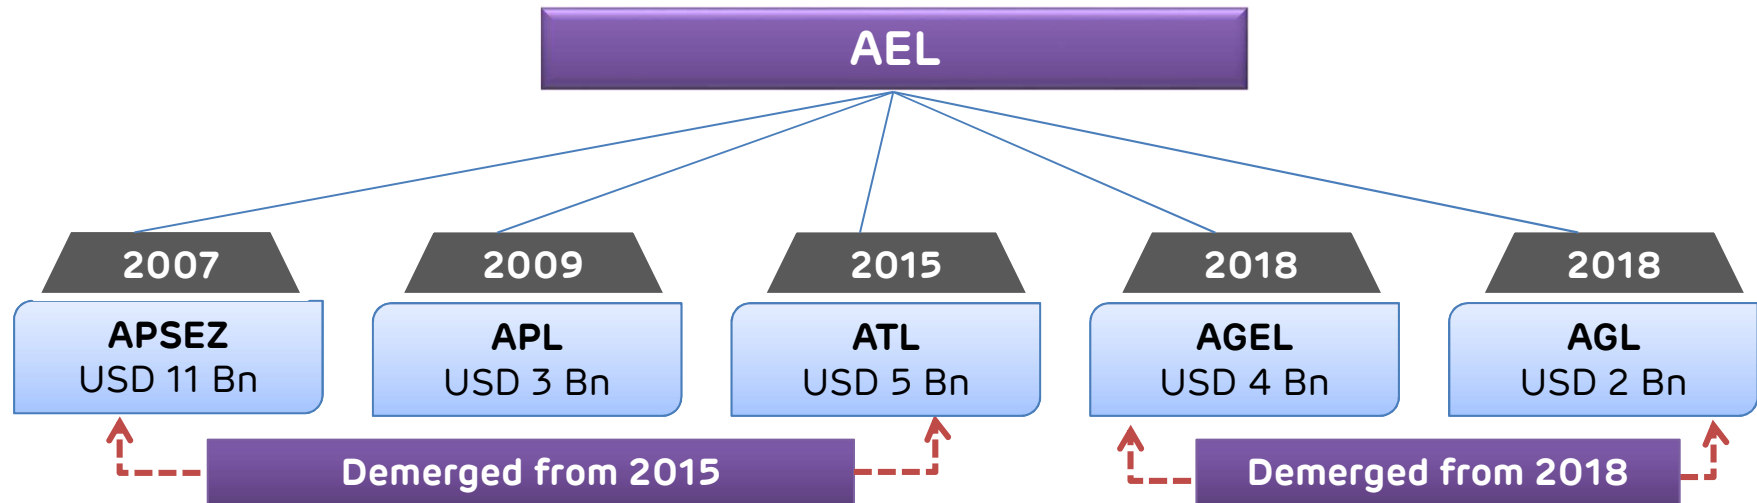 AEL
2007
2009
2015
2018
2018
APSEZ
USD 11 Bn
APL
USD 3 Bn
ATL
USD 5 Bn
AGEL
USD 4 Bn
AGL
USD 2 Bn
Demerged from 2015
Demerged from 2018